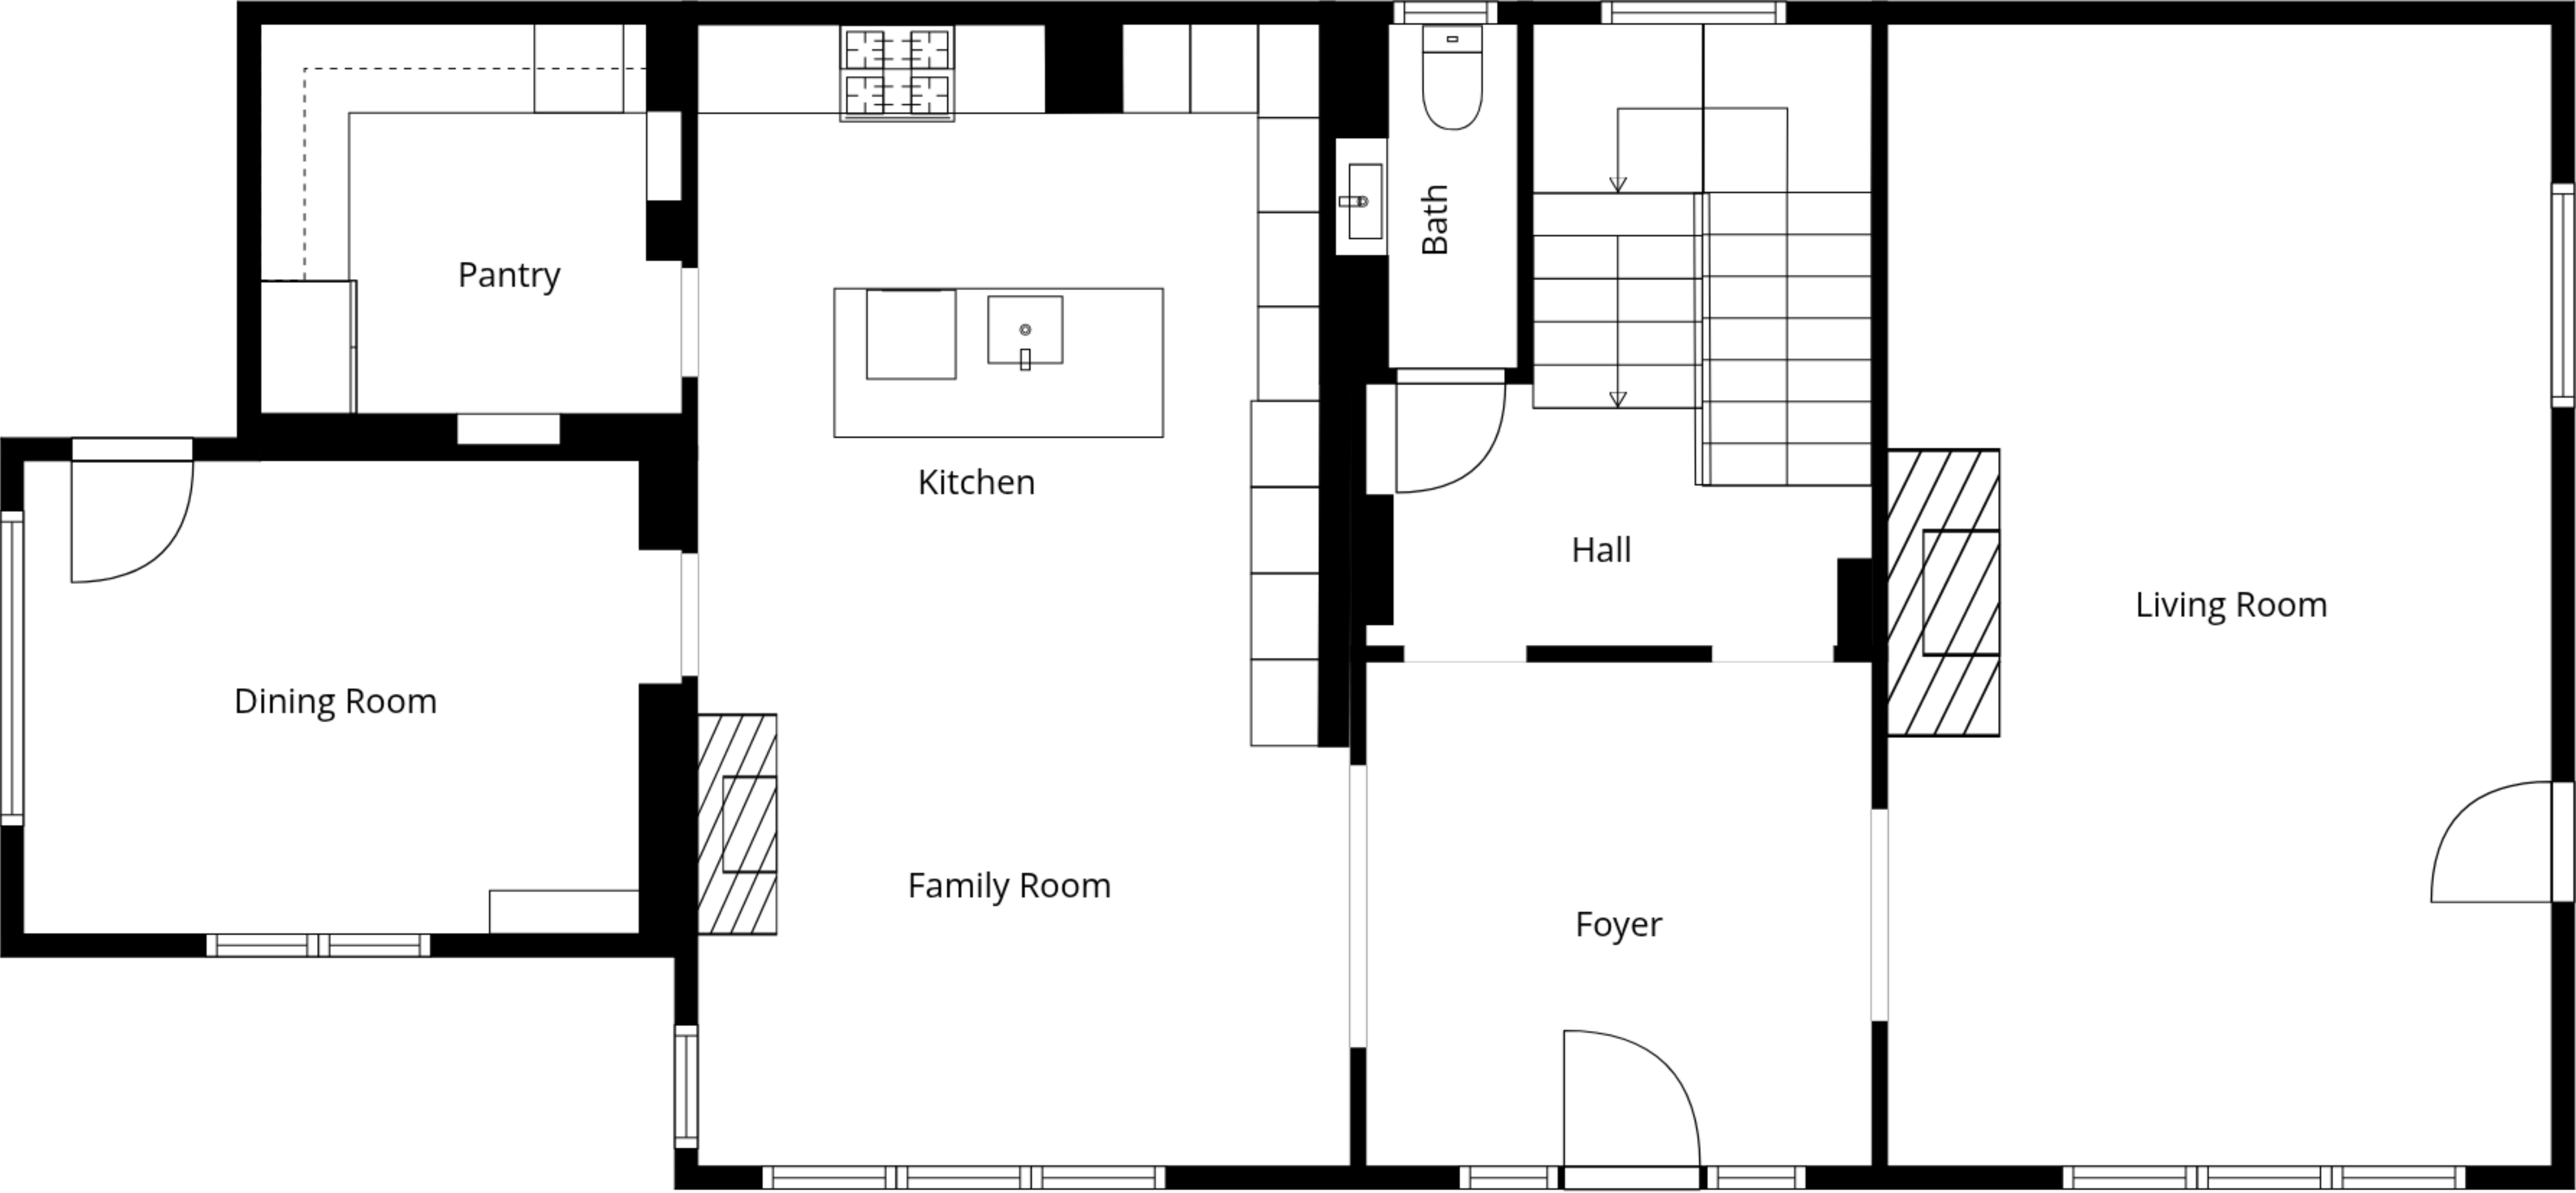 Pantry
Bath
Kitchen
Hall
Living Room
Dining Room
Family Room
Foyer